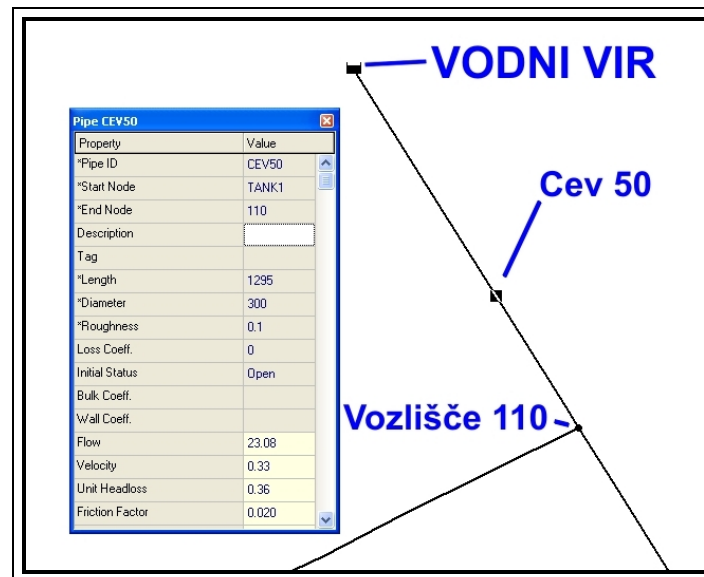 VODNI VIR
Pipe CEV50
Property Value
*Pipe ID CEV50
*Start Node TANK1
*End Node 110
Description
Tag
*Length 1295
*Diameter 300
*Roughness 0.1
Loss Coeff. 0
Initial Status Open
Bulk Coeff.
Wall Coeff.
Flow 23.08
Velocity 0.33
Unit Headloss 0.36
Friction Factor 0.020
Cev 50
Vozlišče 110